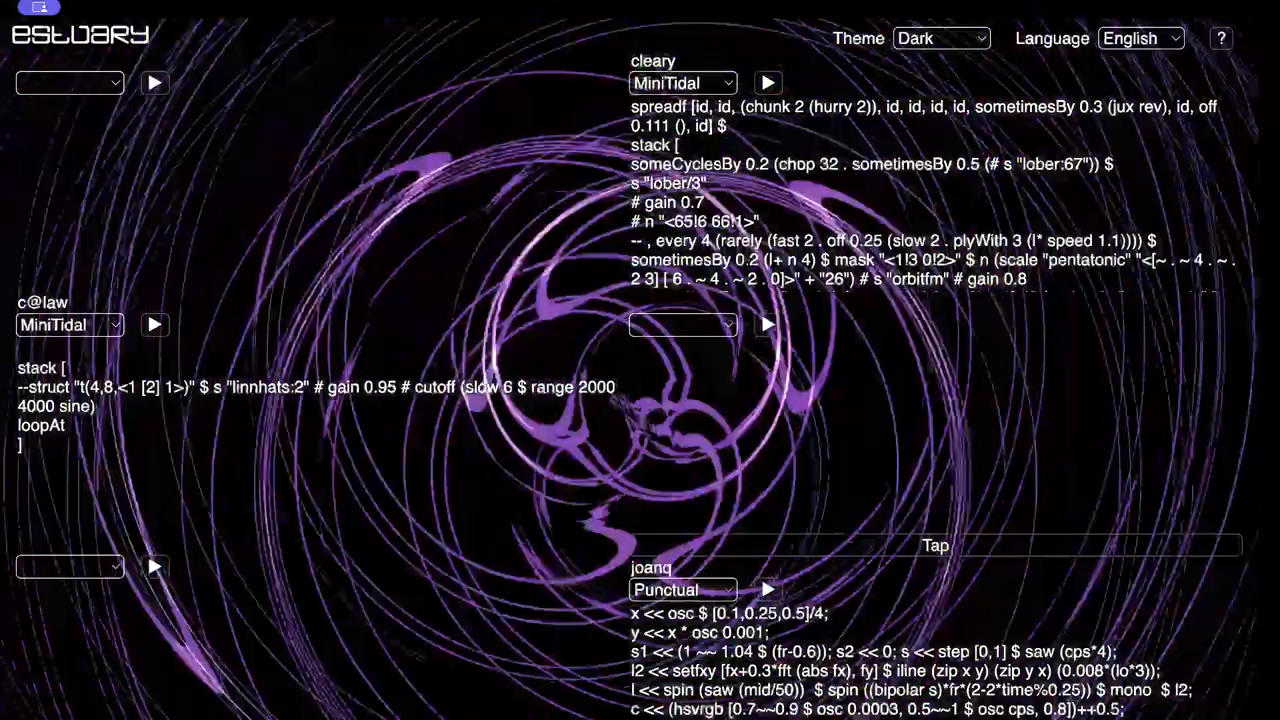 estuary
Theme Dark Language English ?
cleary
MiniTidal
spreadf [id, id, (chunk 2 (hurry 2)), id, id, id, id, sometimesBy 0.3 (jux rev), id, off
0.111 (), id] $
stack [
someCyclesBy 0.2 (chop 32 . sometimesBy 0.5 (# s "lober:67")) $
s "lober/3"
# gain 0.7
# n "<65!6 66!1>"
-- , every 4 (rarely (fast 2 . off 0.25 (slow 2 . plyWith 3 (|* speed 1.1)))) $
sometimesBy 0.2 (|+ n 4) $ mask "<1!3 0!2>" $ n (scale "pentatonic" "<[~ . ~ 4 . ~ .
2 3] [ 6 . ~ 4 . ~ 2 . 0]>" + "26") # s "orbitfm" # gain 0.8
c@law
MiniTidal
stack [
--struct "t(4,8,<1 [2] 1>)" $ s "linnhats:2" # gain 0.95 # cutoff (slow 6 $ range 2000
4000 sine)
loopAt
]
Tap
joanq
Punctual
x << osc $ [0.1,0.25,0.5]/4;
y << x * osc 0.001;
s1 << (1 ~~ 1.04 $ (fr-0.6)); s2 << 0; s << step [0,1] $ saw (cps*4);
l2 << setfxy [fx+0.3*fft (abs fx), fy] $ iline (zip x y) (zip y x) (0.008*(lo*3));
l << spin (saw (mid/50)) $ spin ((bipolar s)*fr*(2-2*time%0.25)) $ mono $ l2;
c << (hsvrgb [0.7~~0.9 $ osc 0.0003, 0.5~~1 $ osc cps, 0.8])++0.5;